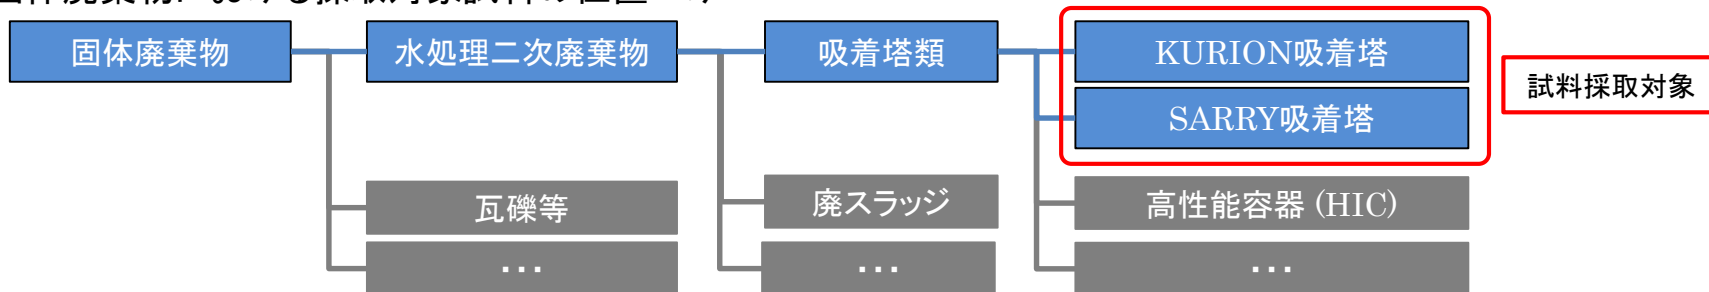 固体廃棄物 水処理二次廃棄物 吸着塔類 KURION吸着塔
試料採取対象
SARRY吸着塔
瓦礫等 廃スラッジ 高性能容器 (HIC)
... ... ...